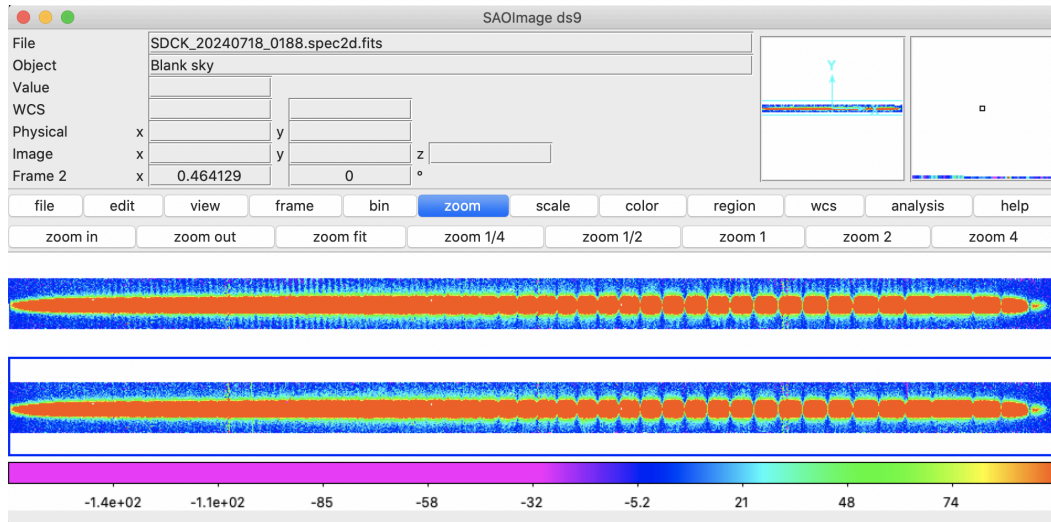 SAOImage ds9
File SDCK_20240718_0188.spec2d.fits
Object Blank sky
Value
WCS
Physical x y
Image x y z
Frame 2 x 0.464129 0 °
Y
file edit view frame bin zoom scale color region wcs analysis help
zoom in zoom out zoom fit zoom 1/4 zoom 1/2 zoom 1 zoom 2 zoom 4
-1.4e+02 -1.1e+02 -85 -58 -32 -5.2 21 48 74